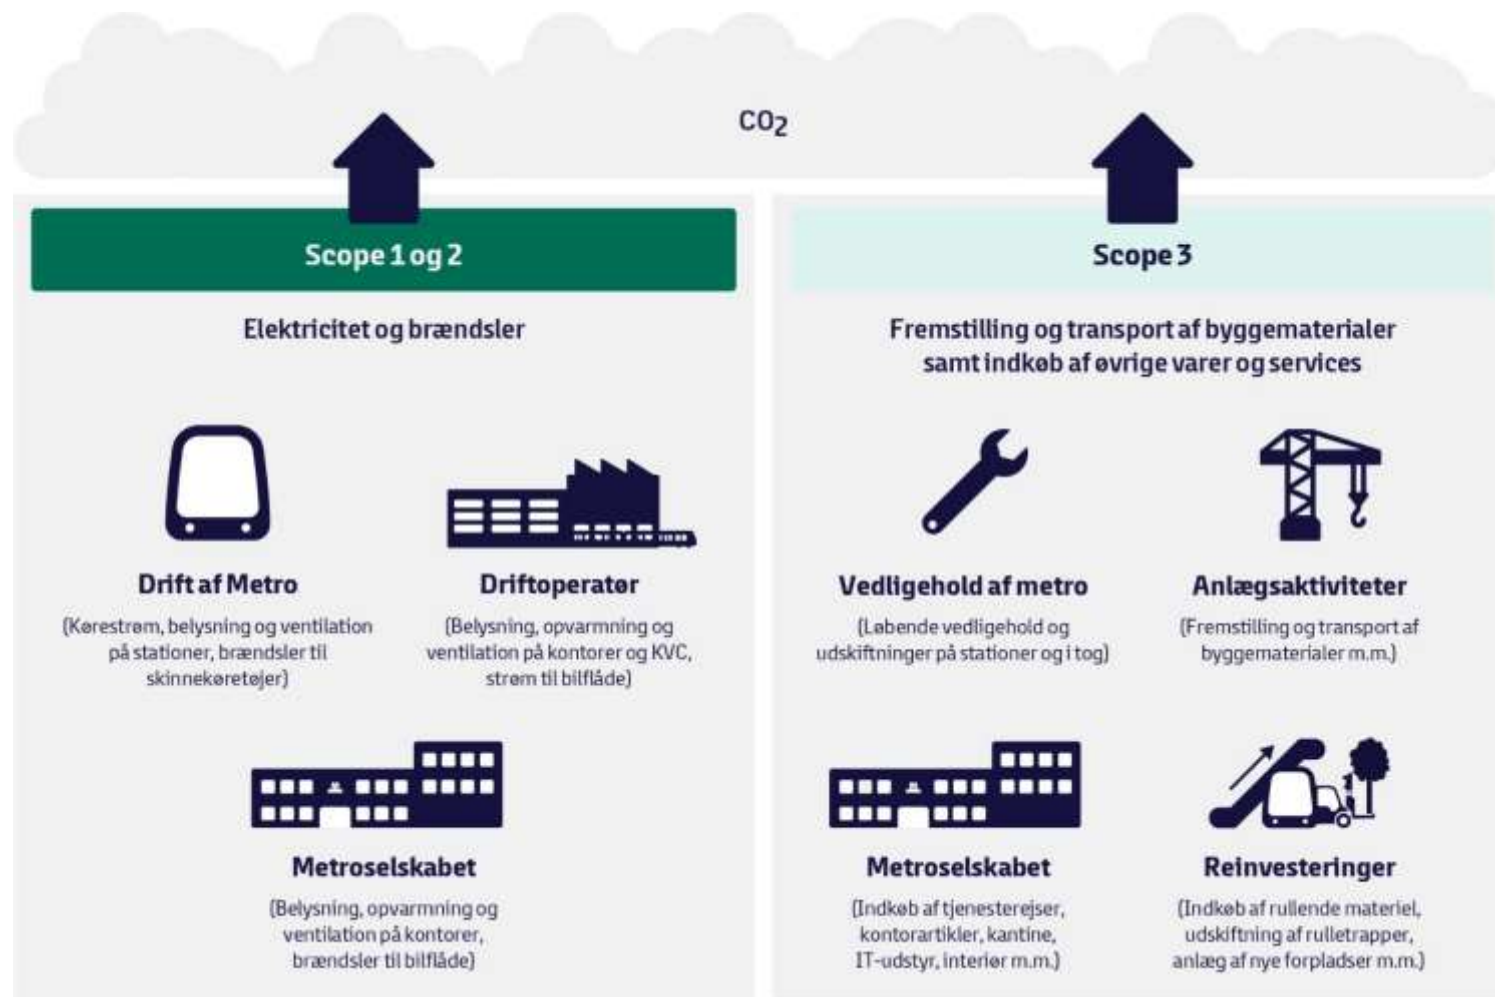 CO2
Scope 1 og 2
Elektricitet og brændsler
Drift af Metro
(Kørestrøm, belysning og ventilation
på stationer, brændsler til
skinnekøretøjer)
Driftoperatør
(Belysning, opvarmning og
ventilation på kontorer og KVC,
strøm til bilflåde)
Metroselskabet
(Belysning, opvarmning og
ventilation på kontorer,
brændsler til bilflåde)
Scope 3
Fremstilling og transport af byggematerialer
samt indkøb af øvrige varer og services
Vedligehold af metro
(Løbende vedligehold og
udskiftninger på stationer og i tog)
Anlægsaktiviteter
(Fremstilling og transport af
byggematerialer m.m.)
Metroselskabet
(Indkøb af tjenesterejser,
kontorartikler, kantine,
IT-udstyr, interiør m.m.)
Reinvesteringer
(Indkøb af rullende materiel,
udskiftning af rulletrapper,
anlæg af nye forpladser m.m.)